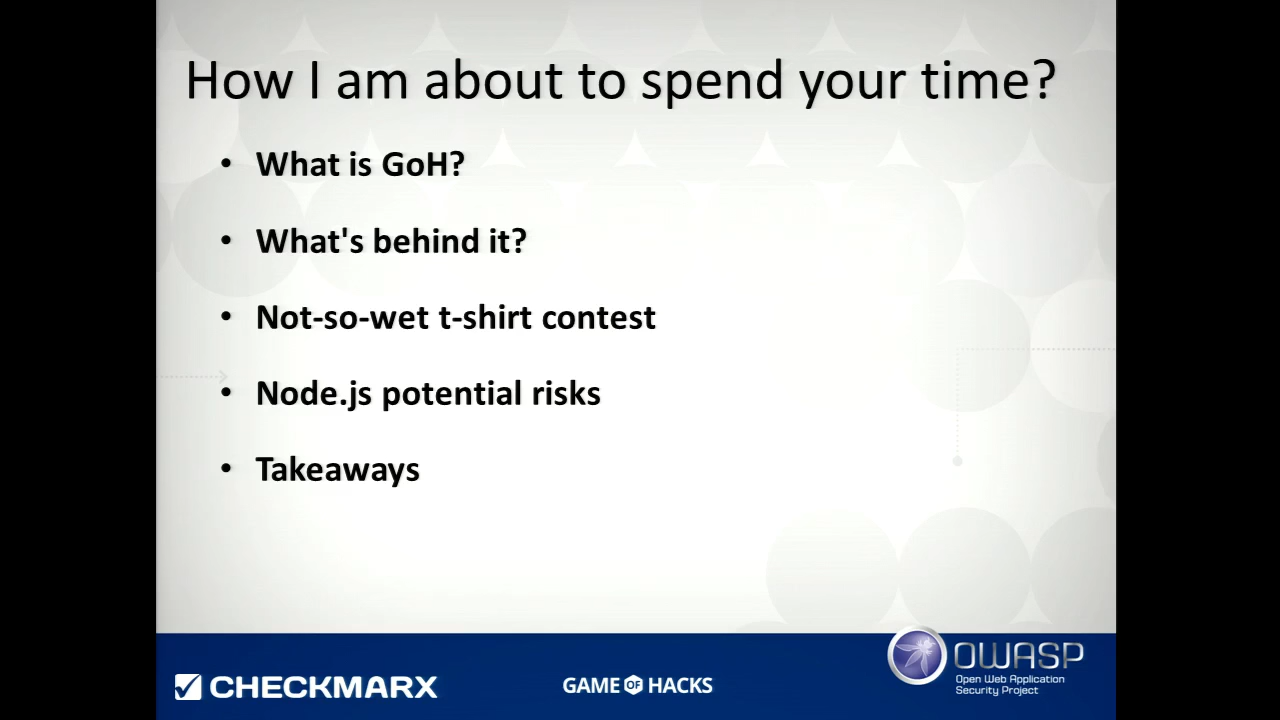 How I am about to spend your time?
• What is GoH?
• What's behind it?
• Not-so-wet t-shirt contest
• Node.js potential risks
• Takeaways
CHECKMARX
GAME OF HACKS
OWASP
Open Web Application
Security Project